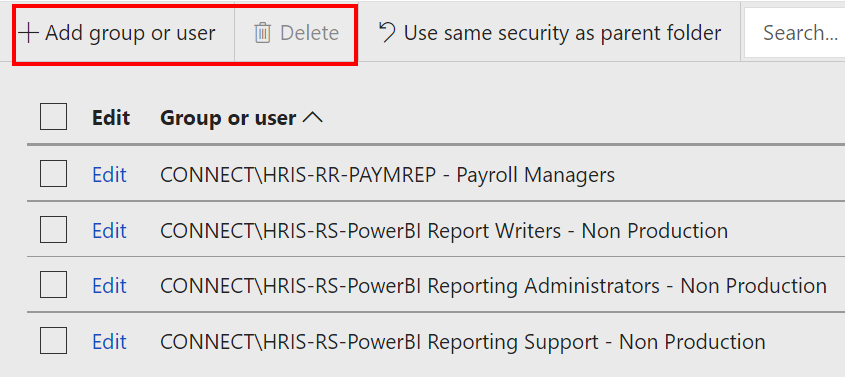 Add group or user Delete Use same security as parent folder Search...
Edit Group or user
Edit CONNECT\HRIS-RR-PAYMREP - Payroll Managers
Edit CONNECT\HRIS-RS-PowerBI Report Writers - Non Production
Edit CONNECT\HRIS-RS-PowerBI Reporting Administrators - Non Production
Edit CONNECT\HRIS-RS-PowerBI Reporting Support - Non Production